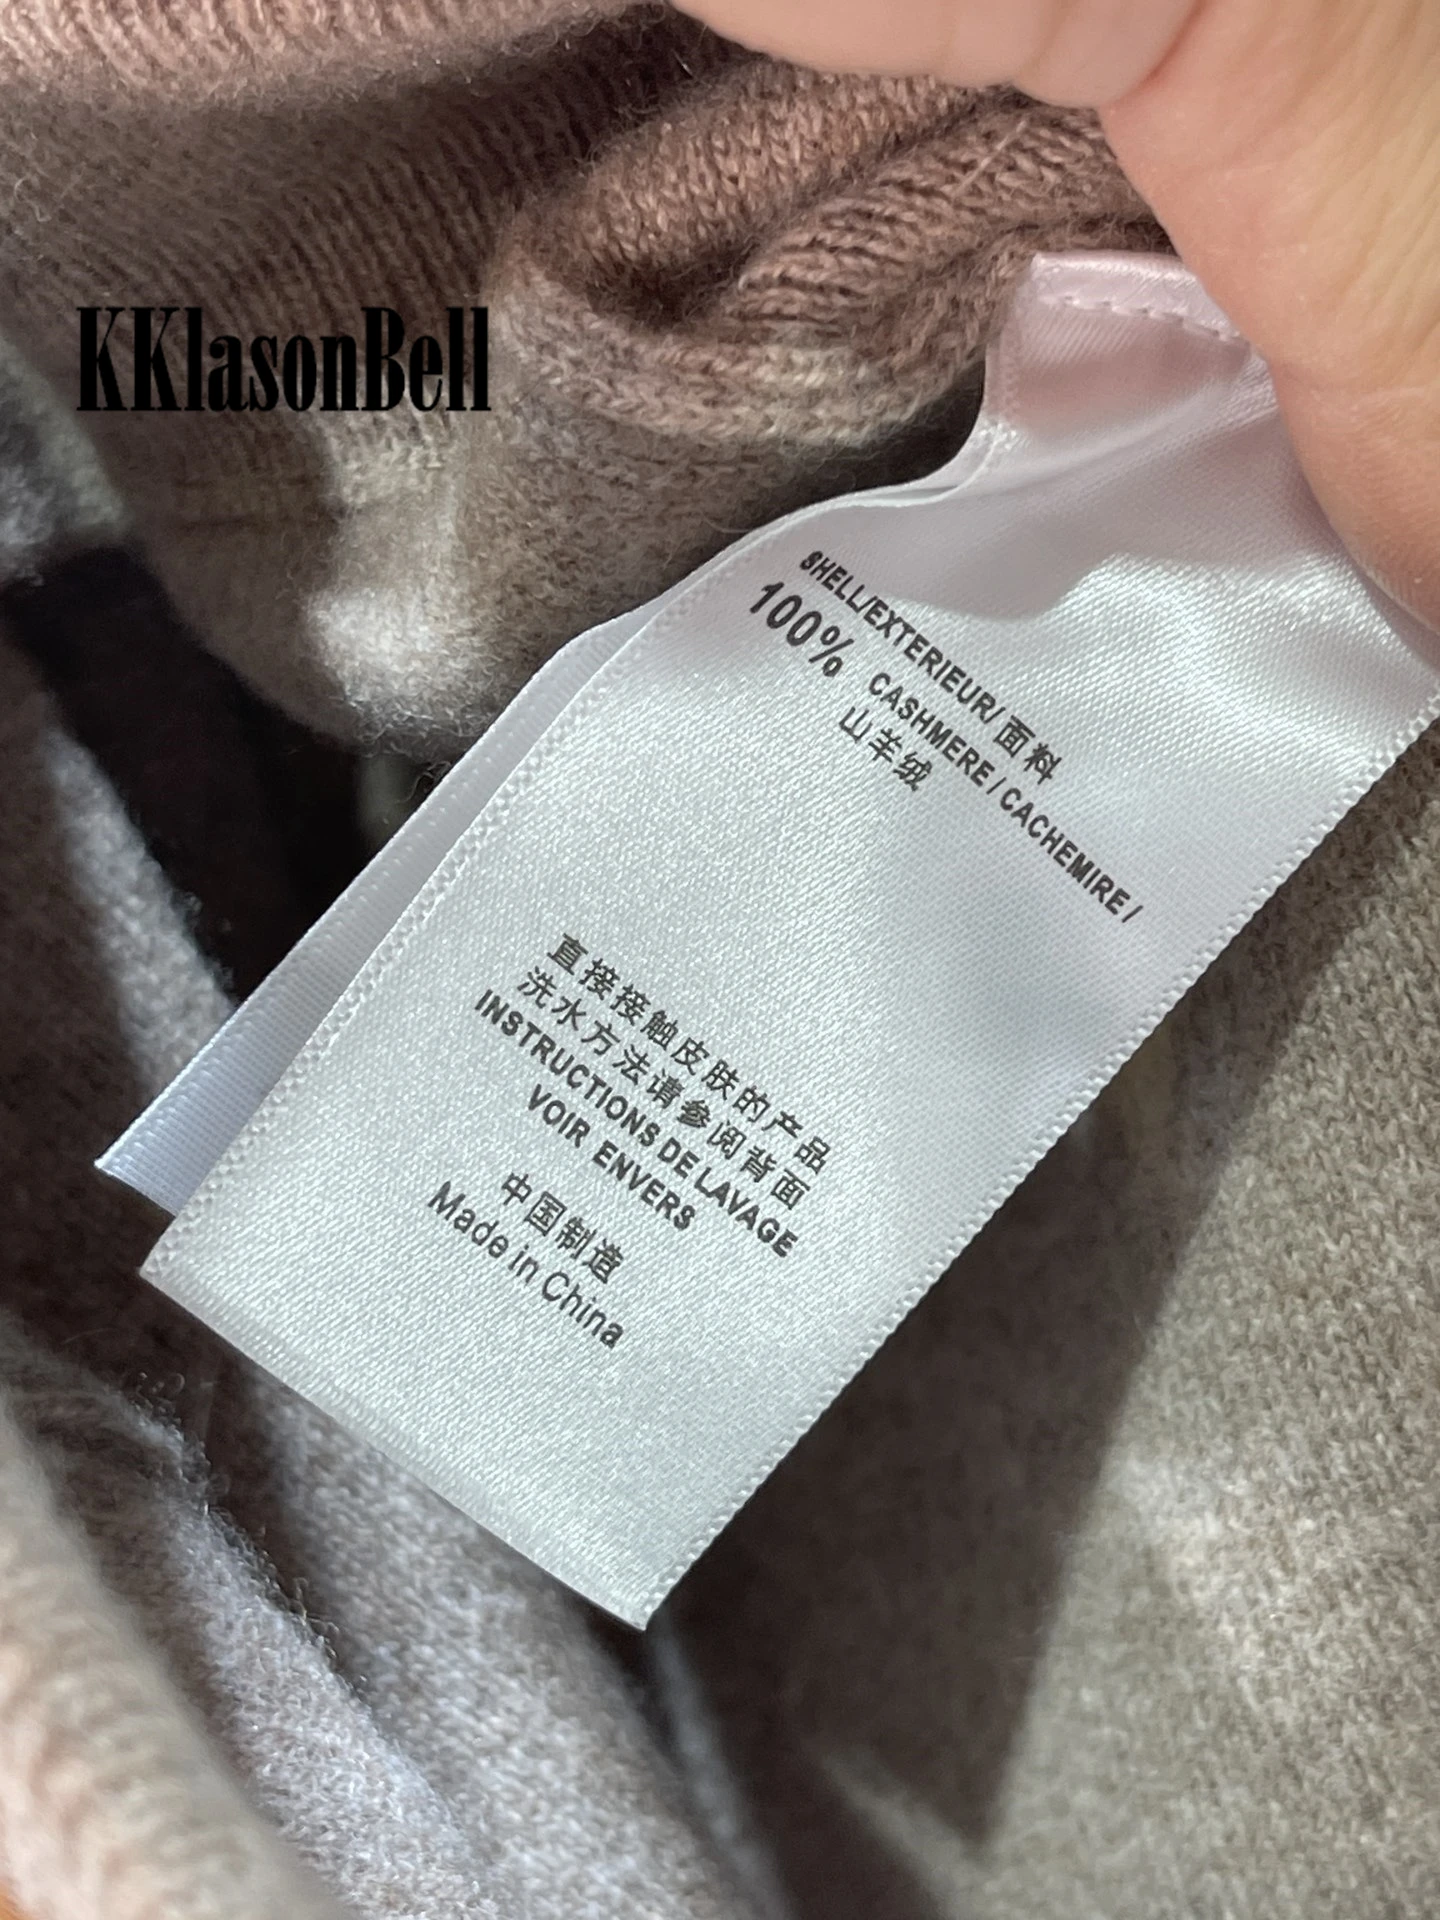 KKlasonBell
SHELL/EXTERIEUR/面料
100% CASHMERE / CACHEMIRE /
山羊绒
直接接触皮肤的产品
洗水方法请参阅背面
INSTRUCTIONS DE LAVAGE
VOIR ENVERS
中国制造
Made in China